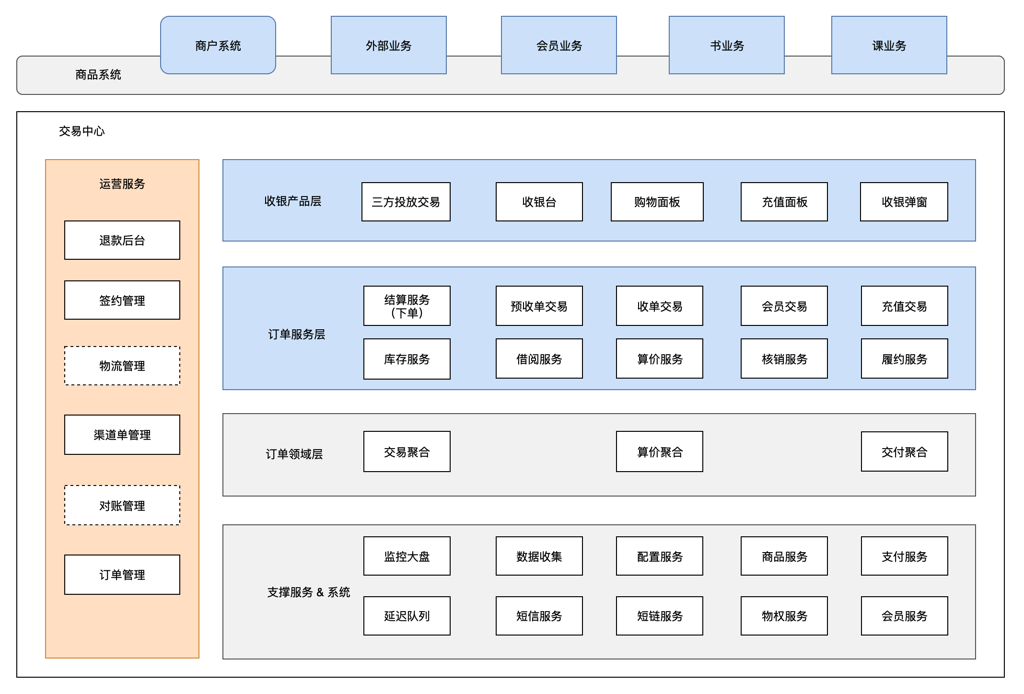 商户系统
外部业务
会员业务
书业务
课业务
商品系统
交易中心
运营服务
退款后台
签约管理
物流管理
渠道单管理
对账管理
订单管理
收银产品层
三方投放交易
收银台
购物面板
充值面板
收银弹窗
订单服务层
结算服务
(下单)
预收单交易
收单交易
会员交易
充值交易
库存服务
借阅服务
算价服务
核销服务
履约服务
订单领域层
交易聚合
算价聚合
交付聚合
支撑服务 & 系统
监控大盘
数据收集
配置服务
商品服务
支付服务
延迟队列
短信服务
短链服务
物权服务
会员服务